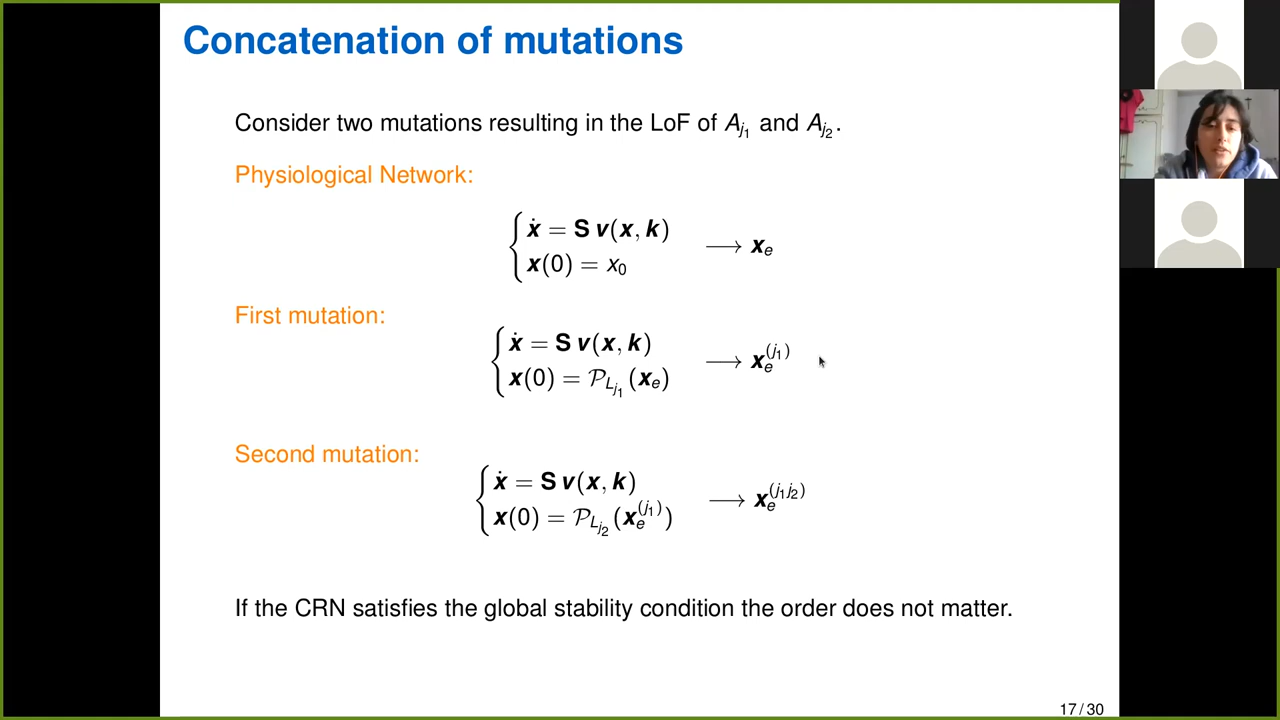 Concatenation of mutations
Consider two mutations resulting in the LoF of A_{j_1} and A_{j_2}.
Physiological Network:
ẋ = S v(x, k)
x(0) = x_0
⟶ x_e
First mutation:
ẋ = S v(x, k)
x(0) = 𝒫_{L_{j_1}}(x_e)
⟶ x_e^{(j_1)}
Second mutation:
ẋ = S v(x, k)
x(0) = 𝒫_{L_{j_2}}(x_e^{(j_1)})
⟶ x_e^{(j_1 j_2)}
If the CRN satisfies the global stability condition the order does not matter.
17 / 30